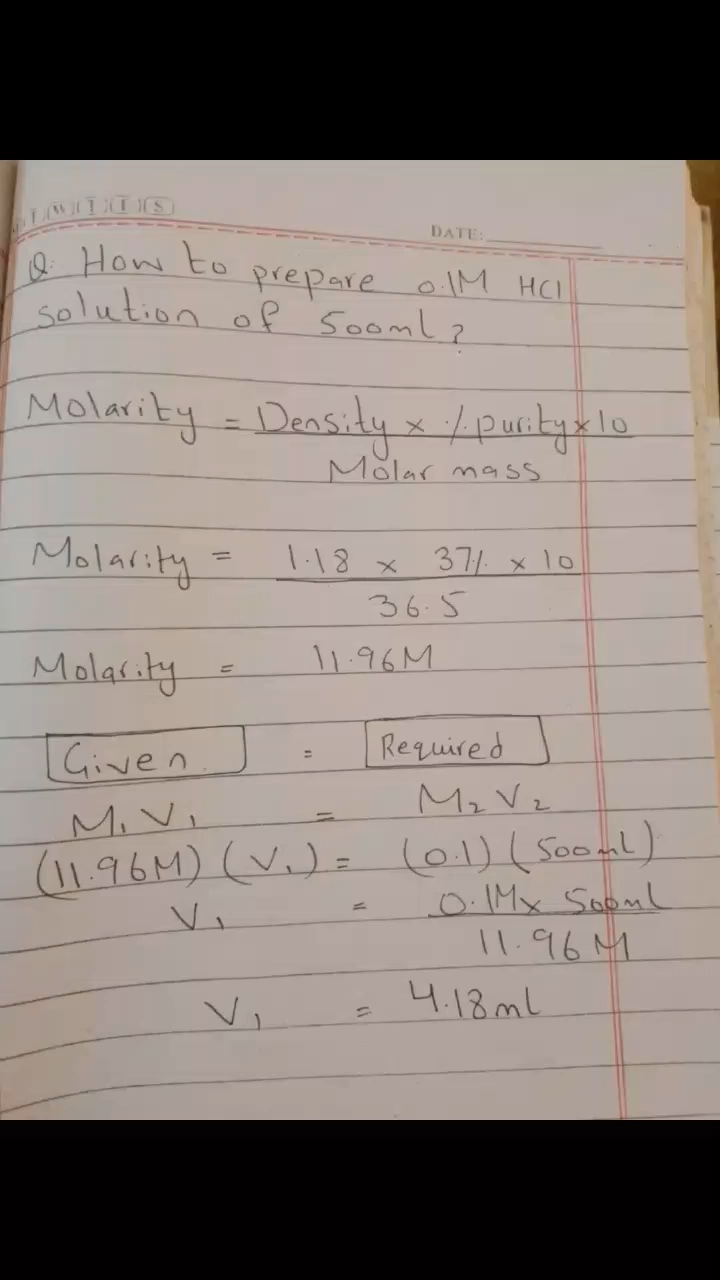 T W T F S
DATE:
Q. How to prepare 0.1M HCl
solution of 500ml?
Molarity = Density x % purity x 10
Molar mass
Molarity = 1.18 x 37% x 10
36.5
Molarity = 11.96M
Given = Required
M₁V₁ = M₂V₂
(11.96M) (V₁) = (0.1) (500ml)
V₁ = 0.1M x 500ml
11.96M
V₁ = 4.18ml